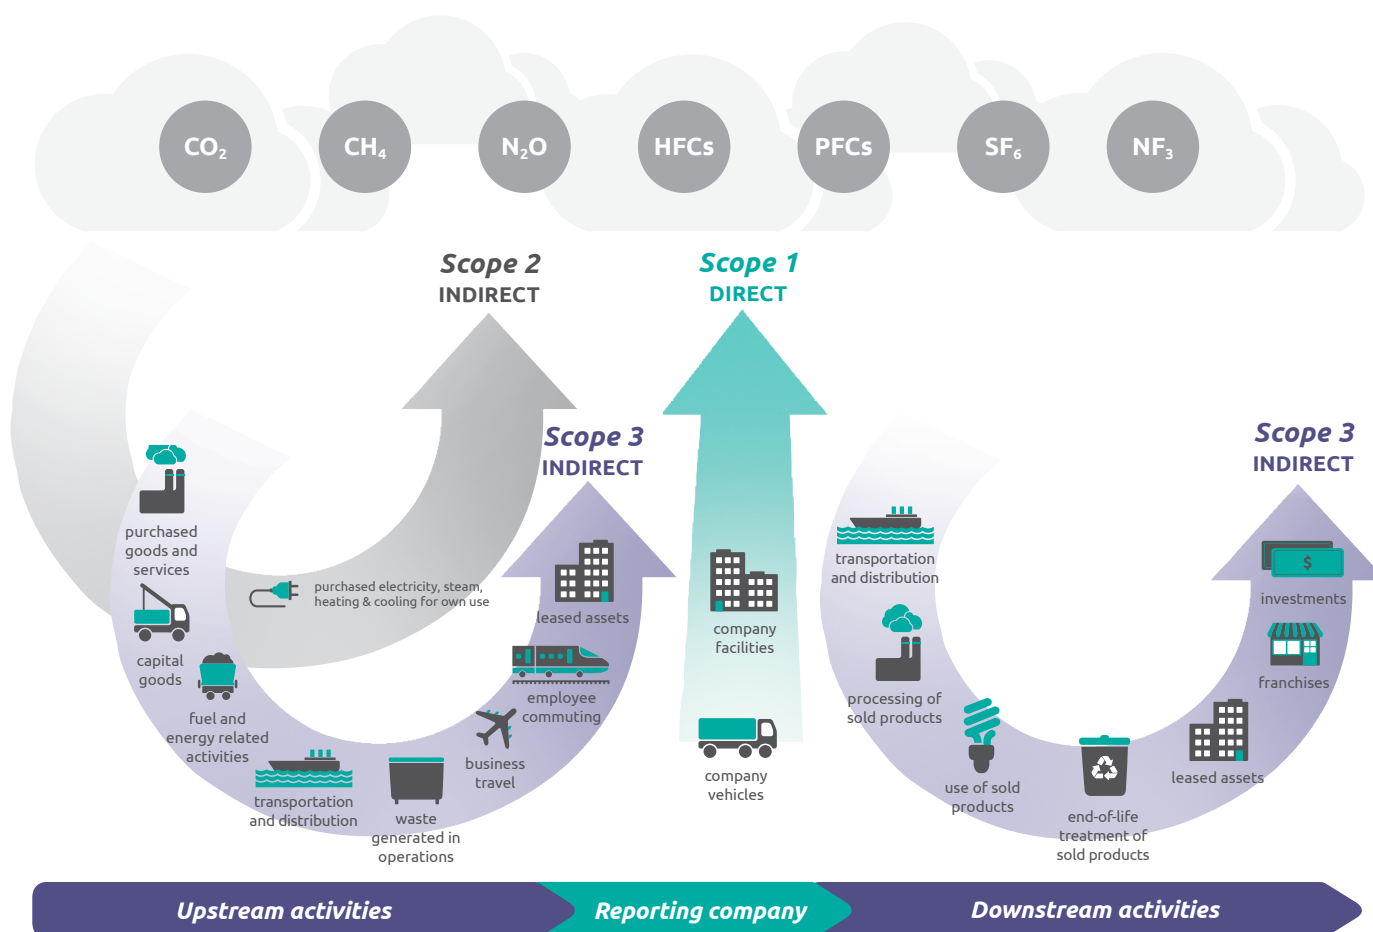 CO₂
CH₄
N₂O
HFCs
PFCs
SF₆
NF₃
Scope 2
INDIRECT
Scope 1
DIRECT
Scope 3
INDIRECT
Scope 3
INDIRECT
purchased
goods and
services
capital
goods
fuel and
energy related
activities
transportation
and distribution
waste
generated in
operations
business
travel
employee
commuting
leased assets
purchased electricity, steam,
heating & cooling for own use
company
facilities
company
vehicles
transportation
and distribution
processing of
sold products
use of sold
products
end-of-life
treatment of
sold products
leased assets
franchises
$
investments
Upstream activities
Reporting company
Downstream activities